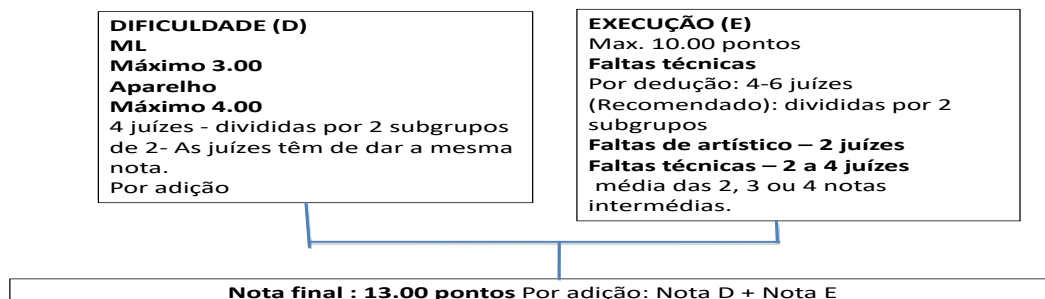 DIFICULDADE (D)
ML
Máximo 3.00
Aparelho
Máximo 4.00
4 juízes - divididas por 2 subgrupos
de 2- As juízes têm de dar a mesma
nota.
Por adição
EXECUÇÃO (E)
Max. 10.00 pontos
Faltas técnicas
Por dedução: 4-6 juízes
(Recomendado): divididas por 2
subgrupos
Faltas de artístico – 2 juízes
Faltas técnicas – 2 a 4 juízes
média das 2, 3 ou 4 notas
intermédias.
Nota final : 13.00 pontos Por adição: Nota D + Nota E